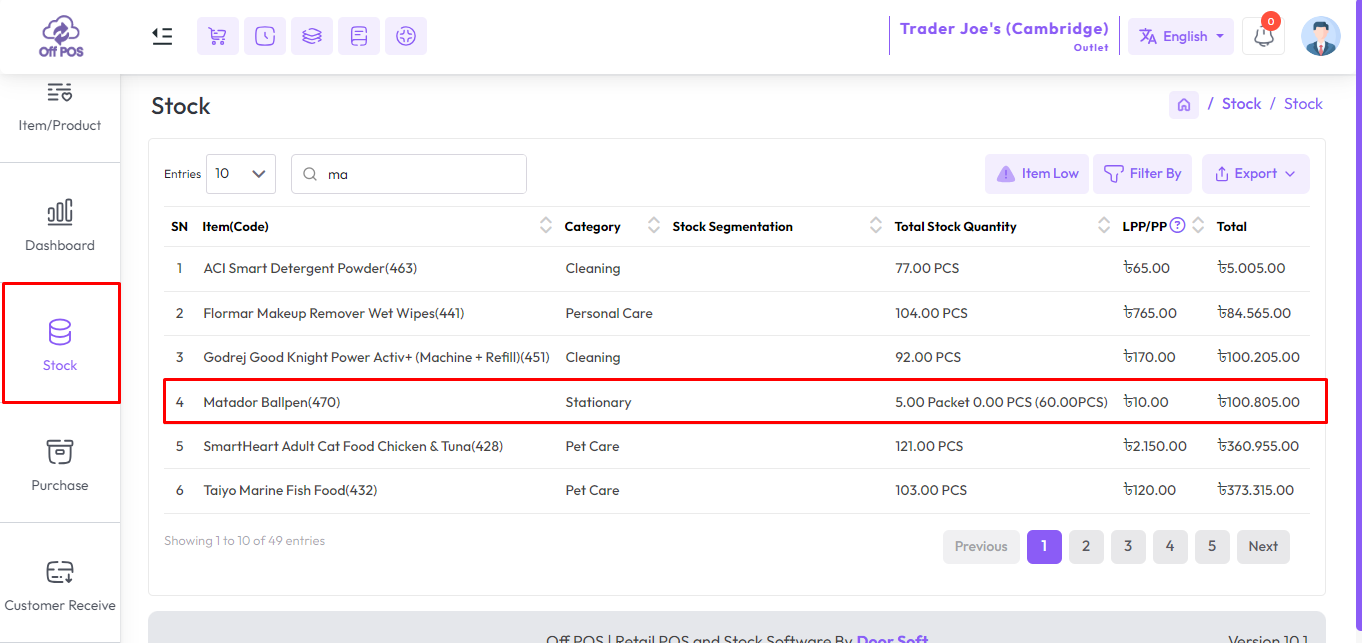 Off POS
Trader Joe's (Cambridge)
Outlet
English
0
Item/Product
Dashboard
Stock
Purchase
Customer Receive
Stock
/ Stock / Stock
Entries 10 ma Item Low Filter By Export
SN Item(Code) Category Stock Segmentation Total Stock Quantity LPP/PP ? Total
1 ACI Smart Detergent Powder(463) Cleaning 77.00 PCS ৳65.00 ৳5.005.00
2 Flormar Makeup Remover Wet Wipes(441) Personal Care 104.00 PCS ৳765.00 ৳84.565.00
3 Godrej Good Knight Power Activ+ (Machine + Refill)(451) Cleaning 92.00 PCS ৳170.00 ৳100.205.00
4 Matador Ballpen(470) Stationary 5.00 Packet 0.00 PCS (60.00PCS) ৳10.00 ৳100.805.00
5 SmartHeart Adult Cat Food Chicken & Tuna(428) Pet Care 121.00 PCS ৳2.150.00 ৳360.955.00
6 Taiyo Marine Fish Food(432) Pet Care 103.00 PCS ৳120.00 ৳373.315.00
Showing 1 to 10 of 49 entries
Previous 1 2 3 4 5 Next
Off POS | Retail POS and Stock Software By Door Soft
Version 10.1